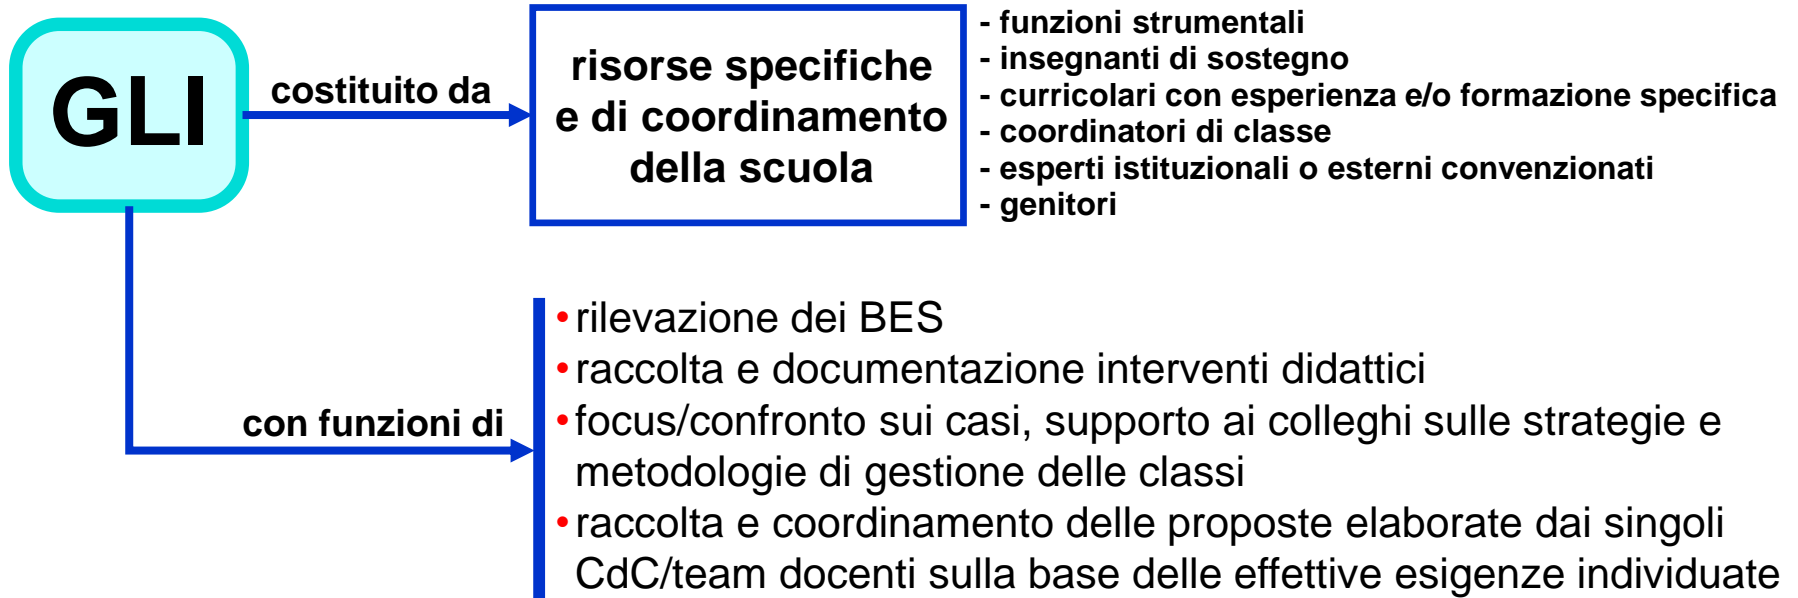 GLI
costituito da
risorse specifiche
e di coordinamento
della scuola
- funzioni strumentali
- insegnanti di sostegno
- curricolari con esperienza e/o formazione specifica
- coordinatori di classe
- esperti istituzionali o esterni convenzionati
- genitori
con funzioni di
•rilevazione dei BES
•raccolta e documentazione interventi didattici
•focus/confronto sui casi, supporto ai colleghi sulle strategie e
metodologie di gestione delle classi
•raccolta e coordinamento delle proposte elaborate dai singoli
CdC/team docenti sulla base delle effettive esigenze individuate